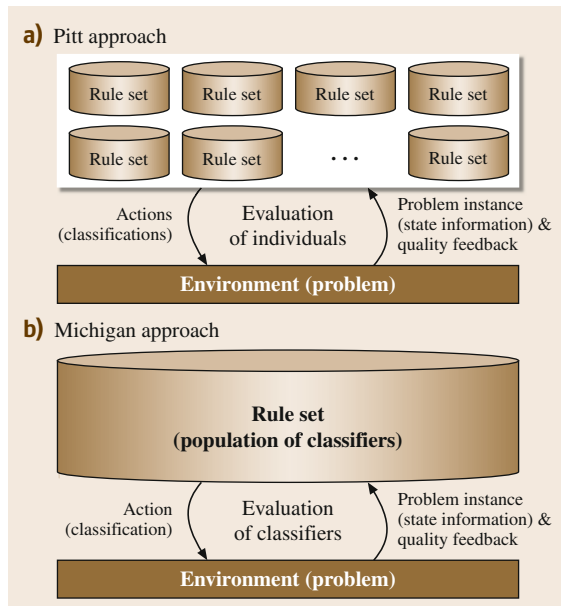 a) Pitt approach
Rule set Rule set Rule set Rule set
Rule set Rule set ... Rule set
Actions
(classifications)
Evaluation
of individuals
Problem instance
(state information) &
quality feedback
Environment (problem)
b) Michigan approach
Rule set
(population of classifiers)
Action
(classification)
Evaluation
of classifiers
Problem instance
(state information) &
quality feedback
Environment (problem)